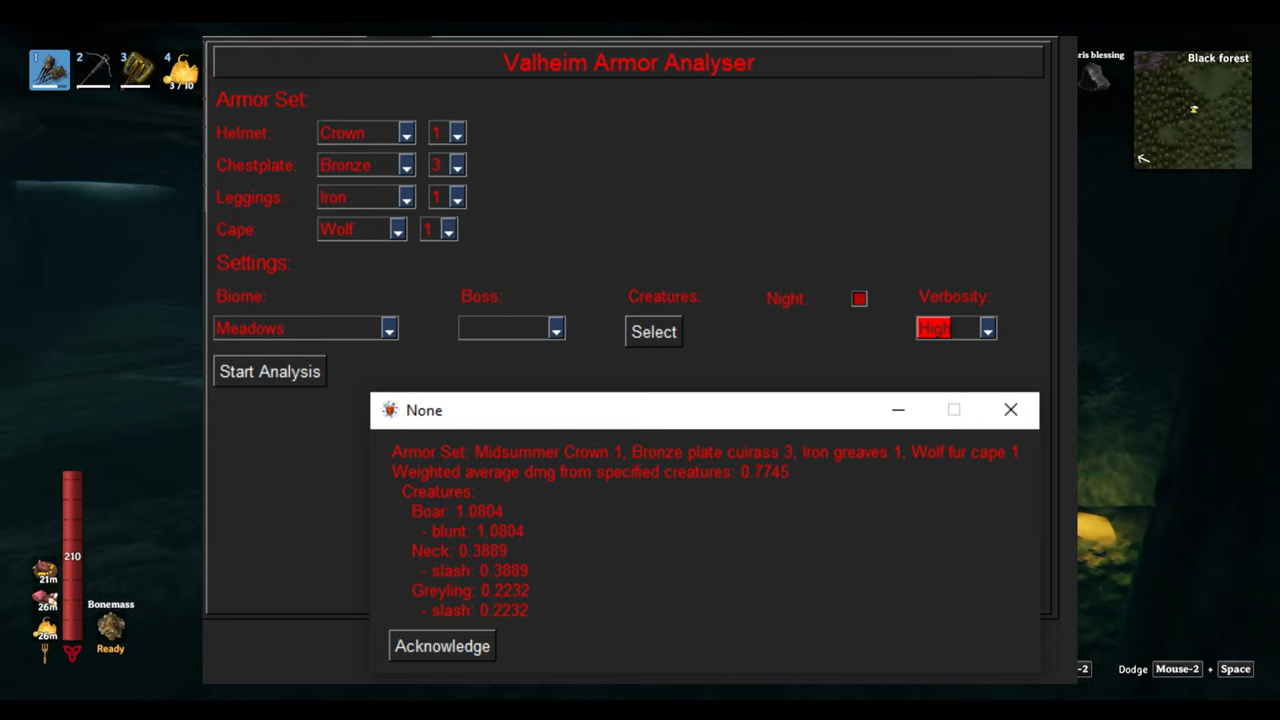 1 2 3 4
3 / 10
Valheim Armor Analyser
ris blessing
Black forest
Armor Set:
Helmet: Crown 1
Chestplate: Bronze 3
Leggings: Iron 1
Cape: Wolf 1
Settings:
Biome: Boss: Creatures: Night: Verbosity:
Meadows Select High
Start Analysis
None
Armor Set: Midsummer Crown 1, Bronze plate cuirass 3, Iron greaves 1, Wolf fur cape 1
Weighted average dmg from specified creatures: 0.7745
Creatures:
Boar: 1.0804
- blunt: 1.0804
Neck: 0.3889
- slash: 0.3889
Greyling: 0.2232
- slash: 0.2232
Acknowledge
210
21m
26m
26m
Bonemass
Ready
-2 Dodge Mouse-2 + Space